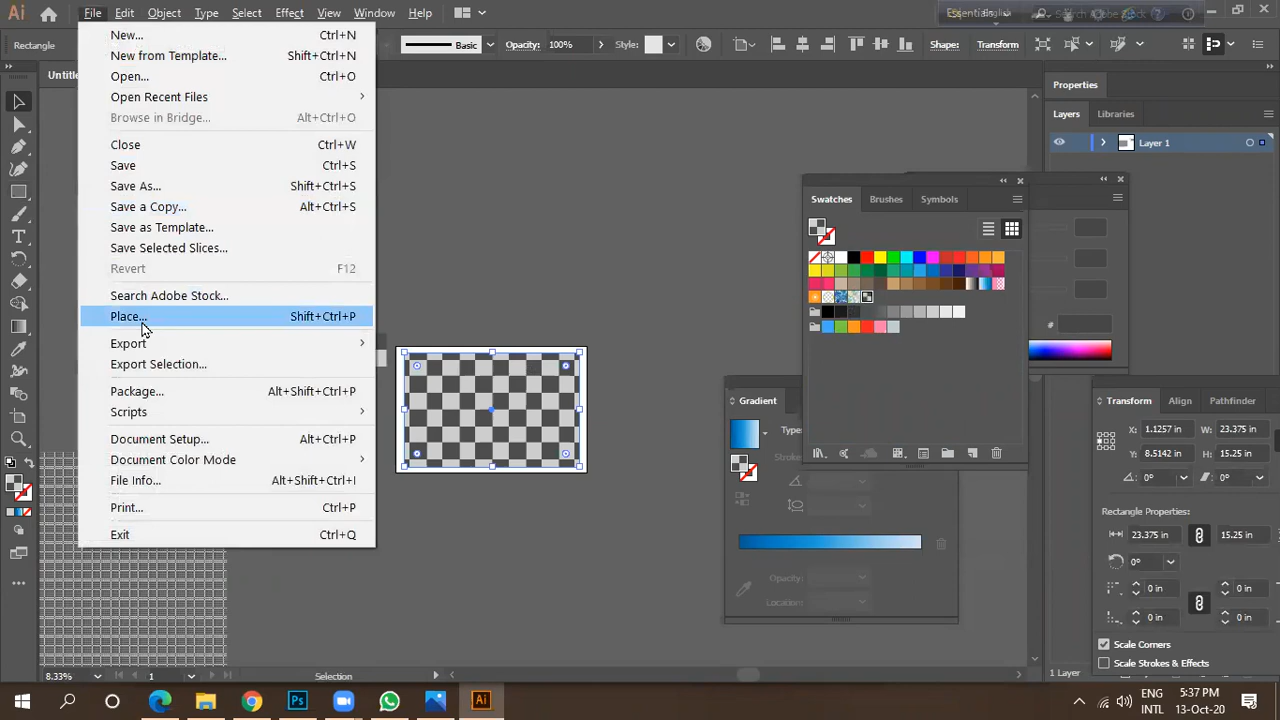 Ai File Edit Object Type Select Effect View Window Help Essentials
Rectangle Basic Opacity: 100% Style: Shape: Transform
New... Ctrl+N
New from Template... Shift+Ctrl+N
Open... Ctrl+O
Open Recent Files
Browse in Bridge... Alt+Ctrl+O
Close Ctrl+W
Save Ctrl+S
Save As... Shift+Ctrl+S
Save a Copy... Alt+Ctrl+S
Save as Template...
Save Selected Slices...
Revert F12
Search Adobe Stock...
Place... Shift+Ctrl+P
Export
Export Selection...
Package... Alt+Shift+Ctrl+P
Scripts
Document Setup... Alt+Ctrl+P
Document Color Mode
File Info... Alt+Shift+Ctrl+I
Print... Ctrl+P
Exit Ctrl+Q
Untitle
Properties
Layers Libraries
Layer 1
Swatches Brushes Symbols
#
Gradient
Type:
Stroke:
Opacity:
Location:
Transform Align Pathfinder
X: 1.1257 i W: 23.375
Y: 8.5142 i H: 15.25 in
0° 0°
Rectangle Properties:
23.375 in 15.25 in
0°
0 in 0 in
0 in 0 in
Scale Corners
Scale Strokes & Effects
1 Layer
8.33% 1 Selection
Ps Ai
ENG
INTL
2:37 PM
13-Oct-20